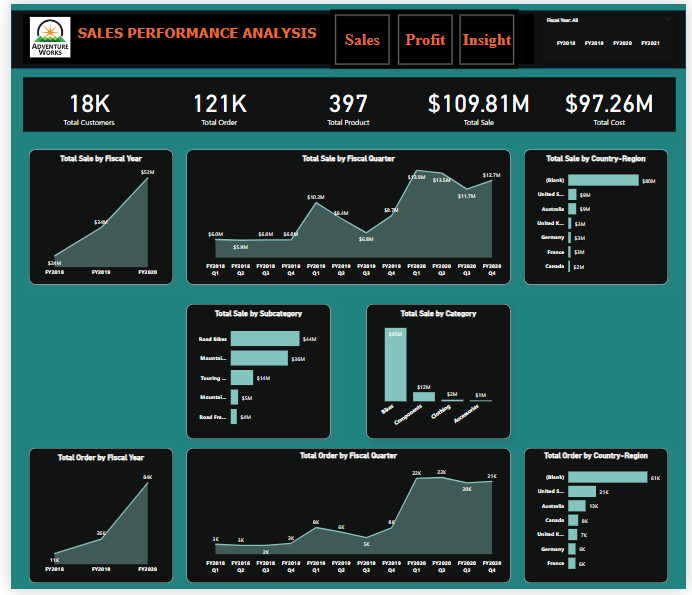 ADVENTURE
WORKS
SALES PERFORMANCE ANALYSIS
Sales
Profit
Insight
Fiscal Year: All
FY2018 FY2019 FY2020 FY2021
18K
Total Customers
121K
Total Order
397
Total Product
$109.81M
Total Sale
$97.26M
Total Cost
Total Sale by Fiscal Year
$52M
$34M
$24M
FY2018 FY2019 FY2020
Total Sale by Fiscal Quarter
$6.0M $5.9M $6.0M $6.0M $10.2M $8.4M $6.8M $8.7M $13.9M $13.5M $11.7M $12.7M
FY2018 FY2018 FY2018 FY2018 FY2019 FY2019 FY2019 FY2019 FY2020 FY2020 FY2020 FY2020
Q1 Q2 Q3 Q4 Q1 Q2 Q3 Q4 Q1 Q2 Q3 Q4
Total Sale by Country-Region
(Blank) $80M
United S... $9M
Australia $9M
United K... $3M
Germany $3M
France $3M
Canada $2M
Total Sale by Subcategory
Road Bikes $44M
Mountai... $36M
Touring ... $14M
Mountai... $5M
Road Fra... $4M
Total Sale by Category
$95M $12M $2M $1M
Bikes Components Clothing Accessories
Total Order by Fiscal Year
84K
26K
11K
FY2018 FY2019 FY2020
Total Order by Fiscal Quarter
3K 3K 2K 3K 8K 6K 5K 8K 22K 22K 20K 21K
FY2018 FY2018 FY2018 FY2018 FY2019 FY2019 FY2019 FY2019 FY2020 FY2020 FY2020 FY2020
Q1 Q2 Q3 Q4 Q1 Q2 Q3 Q4 Q1 Q2 Q3 Q4
Total Order by Country-Region
(Blank) 61K
United S... 21K
Australia 13K
Canada 8K
United K... 7K
Germany 6K
France 6K